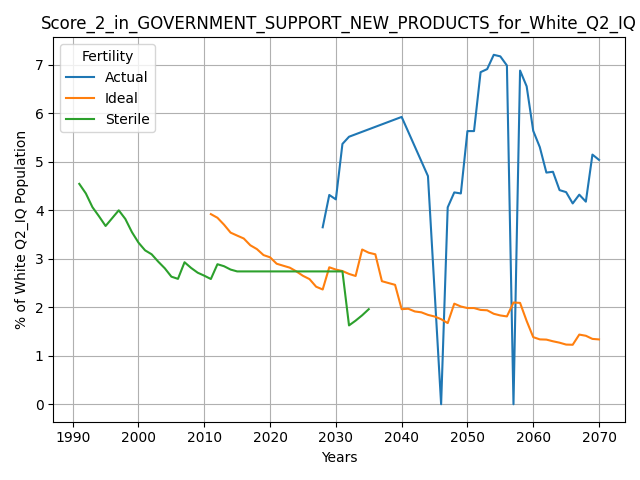 Score_2_in_GOVERNMENT_SUPPORT_NEW_PRODUCTS_for_White_Q2_IQ
Fertility
Actual
Ideal
Sterile
% of White Q2_IQ Population
7
6
5
4
3
2
1
0
1990 2000 2010 2020 2030 2040 2050 2060 2070
Years